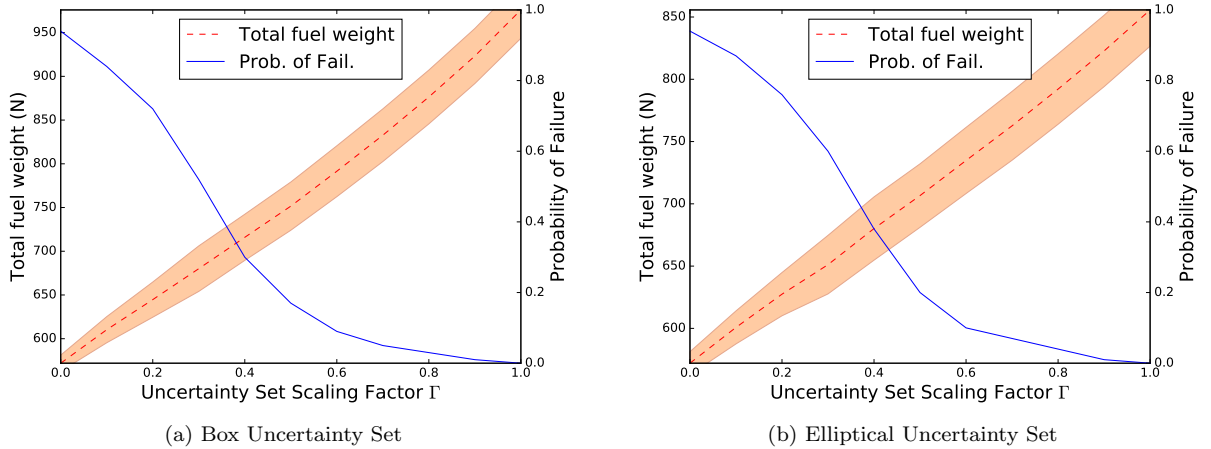 Total fuel weight
Prob. of Fail.
Total fuel weight (N)
950
900
850
800
750
700
650
600
1.0
0.8
0.6
0.4
0.2
0.0
Probability of Failure
0.0 0.2 0.4 0.6 0.8 1.0
Uncertainty Set Scaling Factor Γ
(a) Box Uncertainty Set
Total fuel weight
Prob. of Fail.
Total fuel weight (N)
850
800
750
700
650
600
1.0
0.8
0.6
0.4
0.2
0.0
Probability of Failure
0.0 0.2 0.4 0.6 0.8 1.0
Uncertainty Set Scaling Factor Γ
(b) Elliptical Uncertainty Set